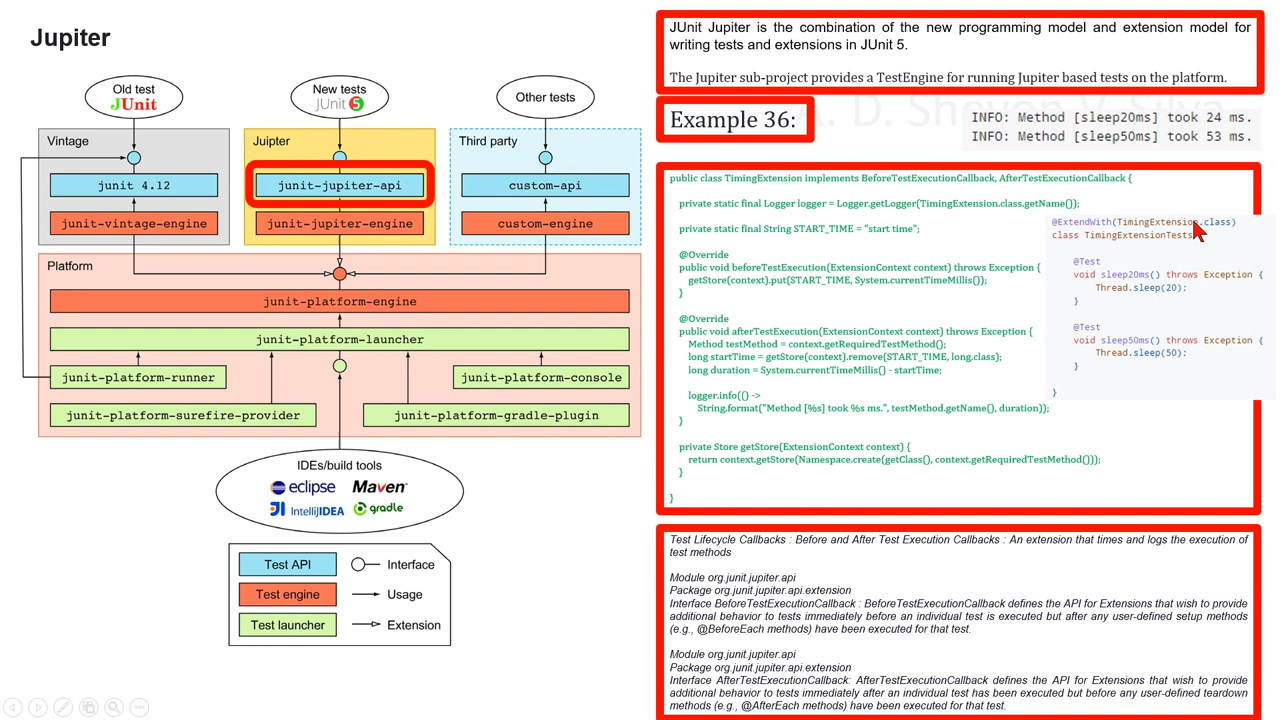 Jupiter
JUnit Jupiter is the combination of the new programming model and extension model for
writing tests and extensions in JUnit 5.
The Jupiter sub-project provides a TestEngine for running Jupiter based tests on the platform.
Example 36:
INFO: Method [sleep20ms] took 24 ms.
INFO: Method [sleep50ms] took 53 ms.
Old test
JUnit
New tests
JUnit 5
Other tests
Vintage
junit 4.12
junit-vintage-engine
Juipter
junit-jupiter-api
junit-jupiter-engine
Third party
custom-api
custom-engine
Platform
junit-platform-engine
junit-platform-launcher
junit-platform-runner
junit-platform-console
junit-platform-surefire-provider
junit-platform-gradle-plugin
IDEs/build tools
eclipse
Maven
IntelliJIDEA
gradle
Test API
Interface
Test engine
Usage
Test launcher
Extension
public class TimingExtension implements BeforeTestExecutionCallback, AfterTestExecutionCallback {
private static final Logger logger = Logger.getLogger(TimingExtension.class.getName());
private static final String START_TIME = "start time";
@Override
public void beforeTestExecution(ExtensionContext context) throws Exception {
getStore(context).put(START_TIME, System.currentTimeMillis());
}
@Override
public void afterTestExecution(ExtensionContext context) throws Exception {
Method testMethod = context.getRequiredTestMethod();
long startTime = getStore(context).remove(START_TIME, long.class);
long duration = System.currentTimeMillis() - startTime;
logger.info(() ->
String.format("Method [%s] took %s ms.", testMethod.getName(), duration));
}
private Store getStore(ExtensionContext context) {
return context.getStore(Namespace.create(getClass(), context.getRequiredTestMethod()));
}
}
@ExtendWith(TimingExtension.class)
class TimingExtensionTests
@Test
void sleep20ms() throws Exception {
Thread.sleep(20);
}
@Test
void sleep50ms() throws Exception {
Thread.sleep(50);
}
}
Test Lifecycle Callbacks : Before and After Test Execution Callbacks : An extension that times and logs the execution of
test methods
Module org.junit.jupiter.api
Package org.junit.jupiter.api.extension
Interface BeforeTestExecutionCallback : BeforeTestExecutionCallback defines the API for Extensions that wish to provide
additional behavior to tests immediately before an individual test is executed but after any user-defined setup methods
(e.g., @BeforeEach methods) have been executed for that test.
Module org.junit.jupiter.api
Package org.junit.jupiter.api.extension
Interface AfterTestExecutionCallback: AfterTestExecutionCallback defines the API for Extensions that wish to provide
additional behavior to tests immediately after an individual test has been executed but before any user-defined teardown
methods (e.g., @AfterEach methods) have been executed for that test.